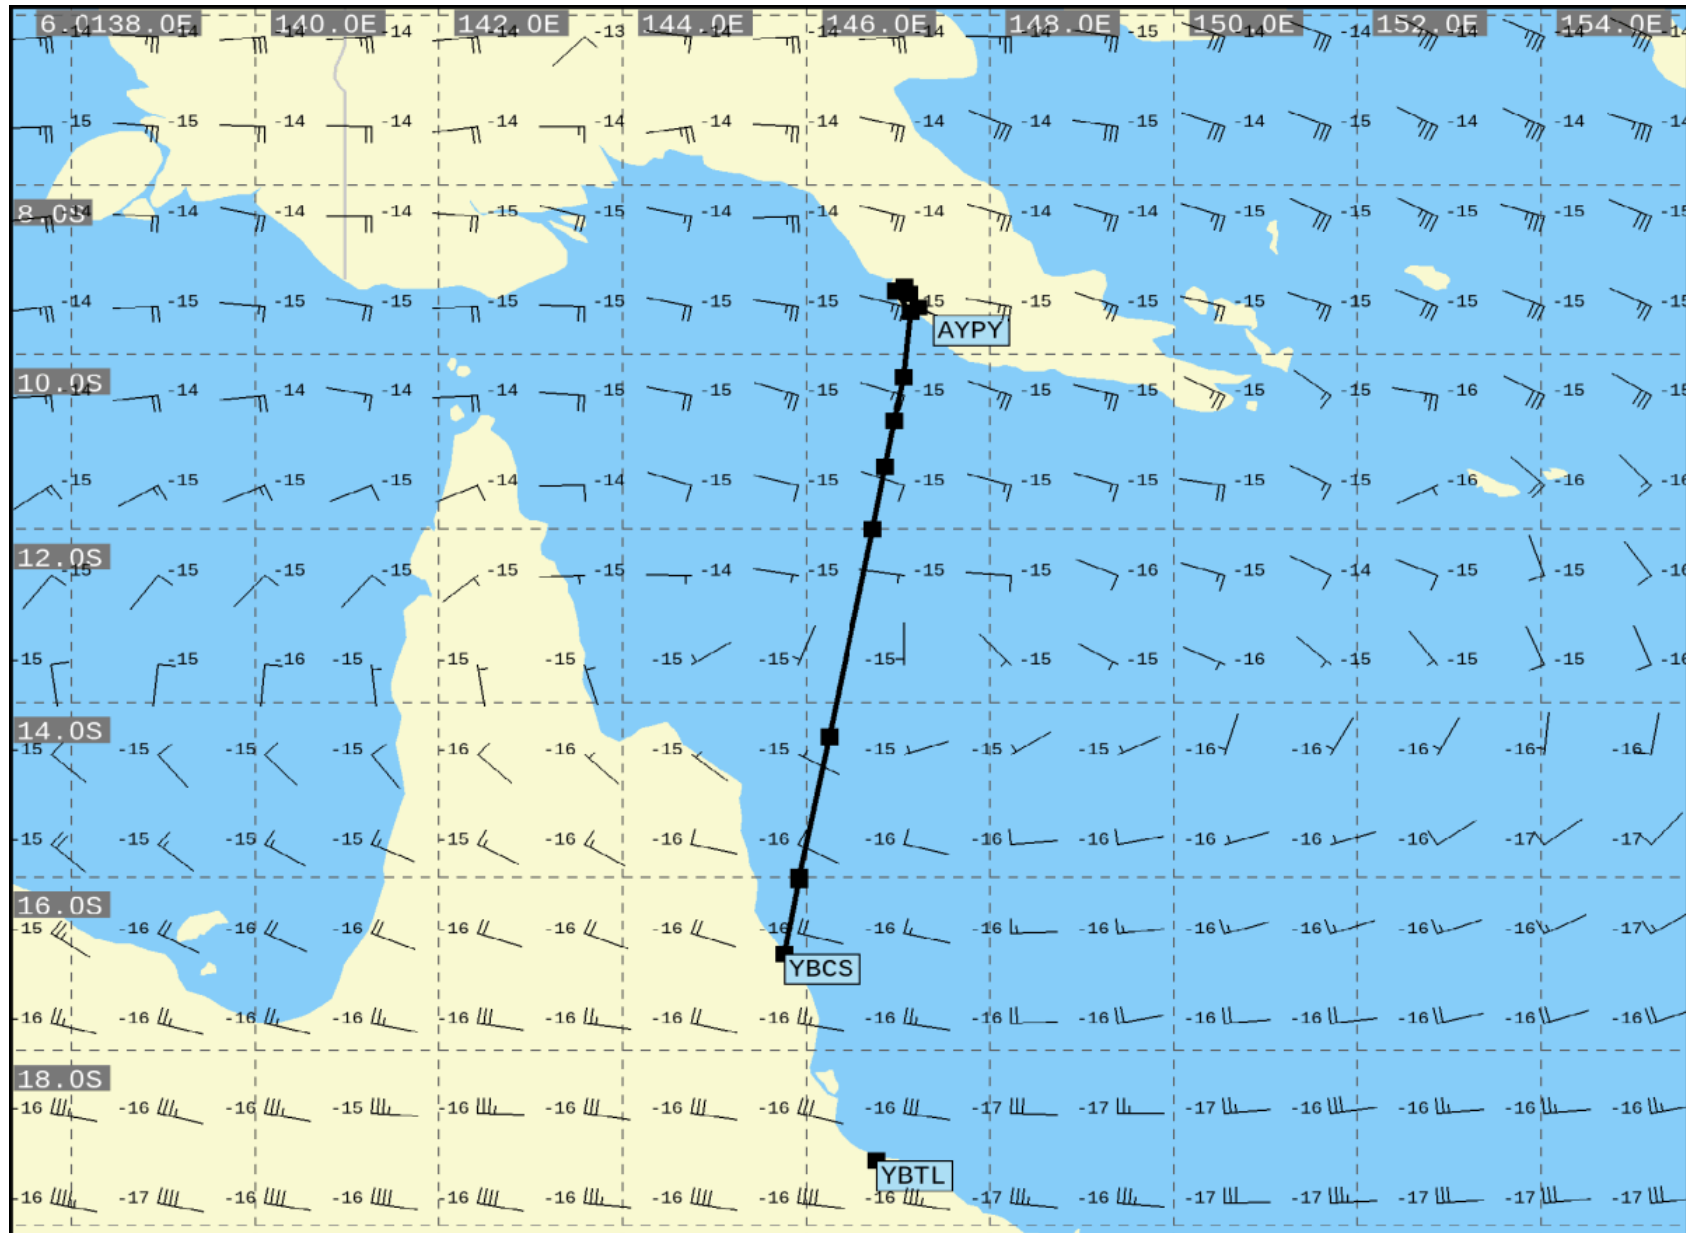 6.0 138.0E -14 140.0E -14 142.0E -13 144.0E -14 146.0E -14 148.0E -15 150.0E -14 152.0E -14 154.0E -14
-15 -15 -14 -14 -14 -14 -14 -14 -14 -15 -14 -14 -14 -14 -14 -14
8.0S -14 -14 -14 -14 -15 -15 -14 -14 -14 -14 -14 -15 -15 -14 -15 -15
-14 -14 -15 -15 -15 -15 -15 -15 -15 -15 -15 -15 -15 -15 -15 -15
AYPY
10.0S -14 -14 -14 -14 -15 -14 -15 -15 -15 -15 -15 -15 -16 -16 -15
-15 -15 -15 -15 -14 -14 -15 -15 -15 -15 -15 -15 -15 -16 -16 -16
12.0S
-15 -15 -15 -15 -15 -15 -14 -15 -15 -15 -16 -15 -14 -15 -15 -16
-15 -15 -16 -15 -15 -15 -15 -15 -15 -15 -15 -16 -15 -15 -15 -16
14.0S
-15 -15 -15 -15 -16 -16 -15 -15 -15 -15 -15 -16 -16 -16 -16 -16
-15 -15 -15 -15 -15 -16 -16 -16 -16 -16 -16 -16 -16 -16 -17 -17
16.0S
-15 -16 -16 -16 -16 -16 -16 16 -16 -16 -16 -16 -16 -16 -16 -17
YBCS
-16 -16 -16 -16 -16 -16 -16 -16 -16 -16 -16 -16 -16 -16 -16 -16
18.0S
-16 -16 -16 -15 -16 -16 -16 -16 -16 -17 -17 -17 -16 -16 -16 -16
YBTL
-16 -17 -16 -16 -16 -16 -16 -16 -16 -17 -16 -17 -17 -17 -17 -17